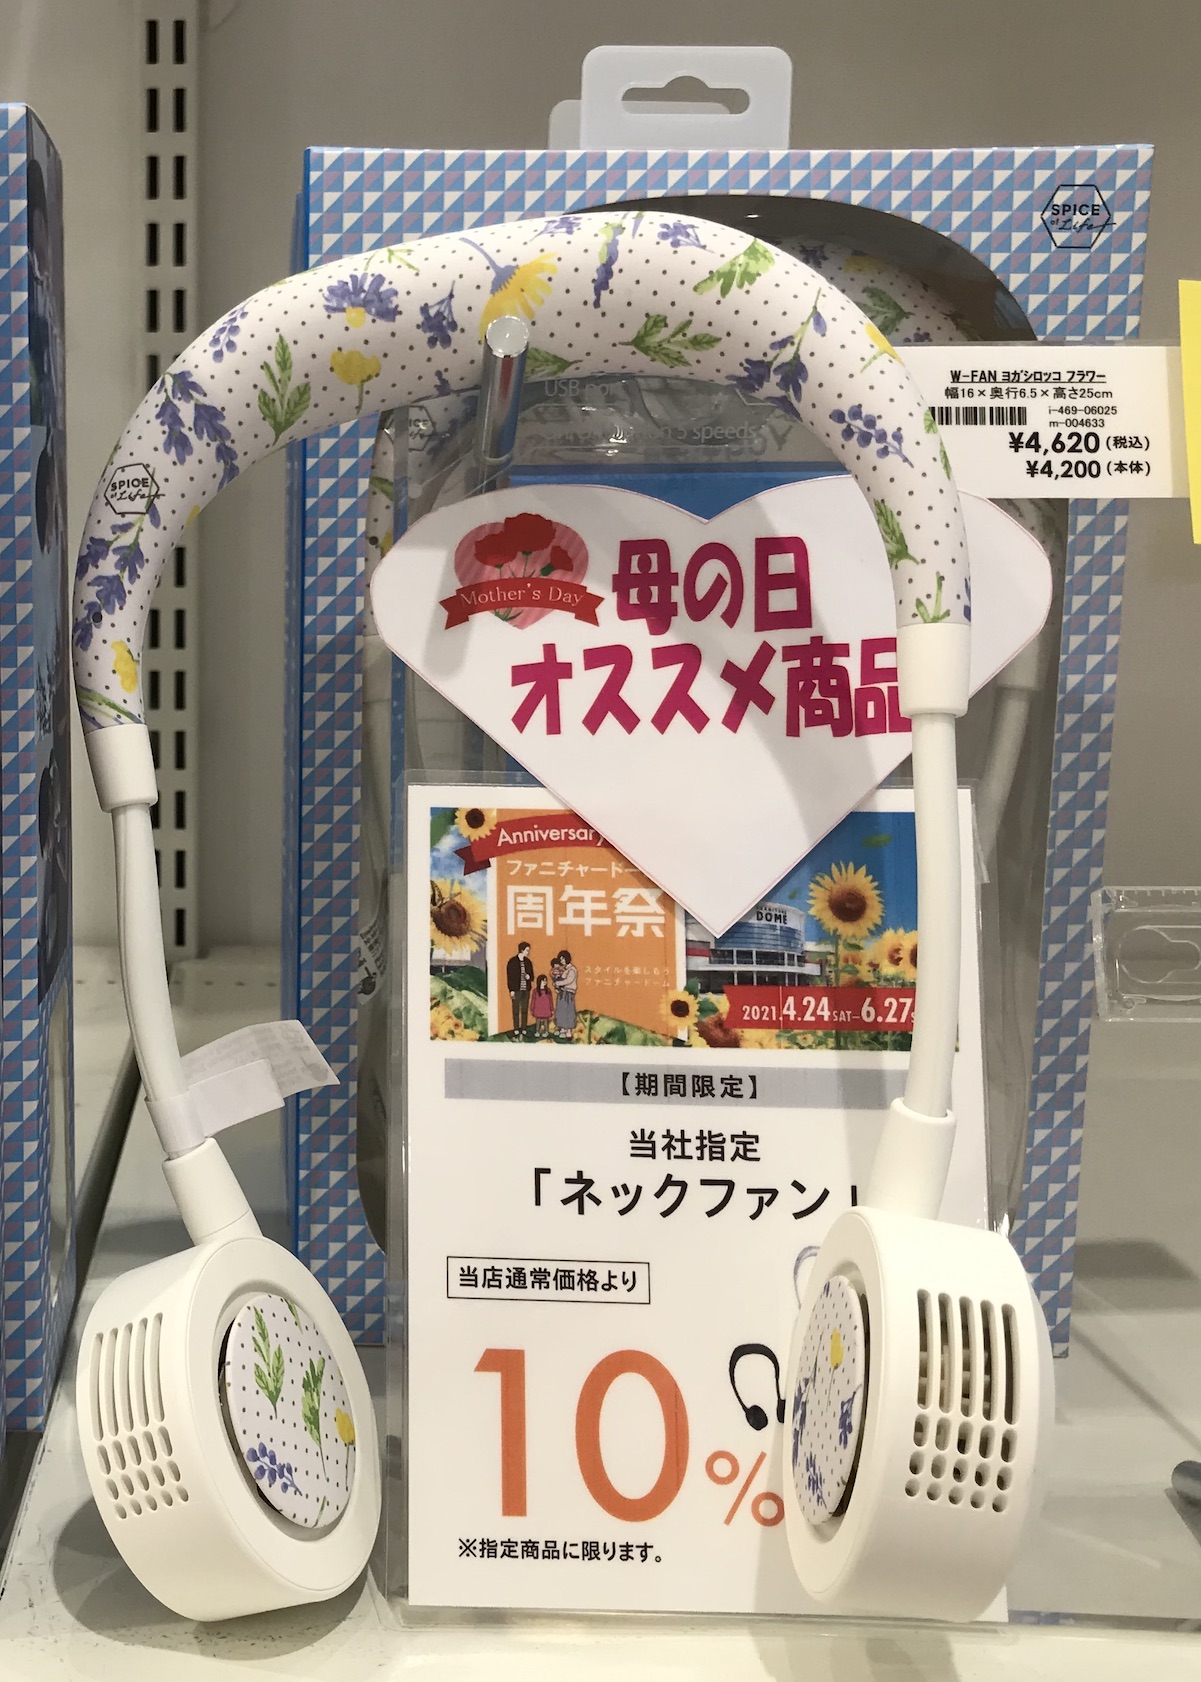 SPICE
of Life
USB port
W-FAN ヨガシロッコ フラワー
幅16×奥行6.5×高さ25cm
i-469-06025
m-004633
¥4,620(税込)
¥4,200(本体)
speeds
SPICE
of Life
Mother's Day
母の日
オススメ商品
Anniversary
ファニチャードー
周年祭
スタイルを楽しもう
ファニチャードーム
DOME
2021.4.24SAT–6.27
【期間限定】
当社指定
「ネックファン」
当店通常価格より
10%
※指定商品に限ります。